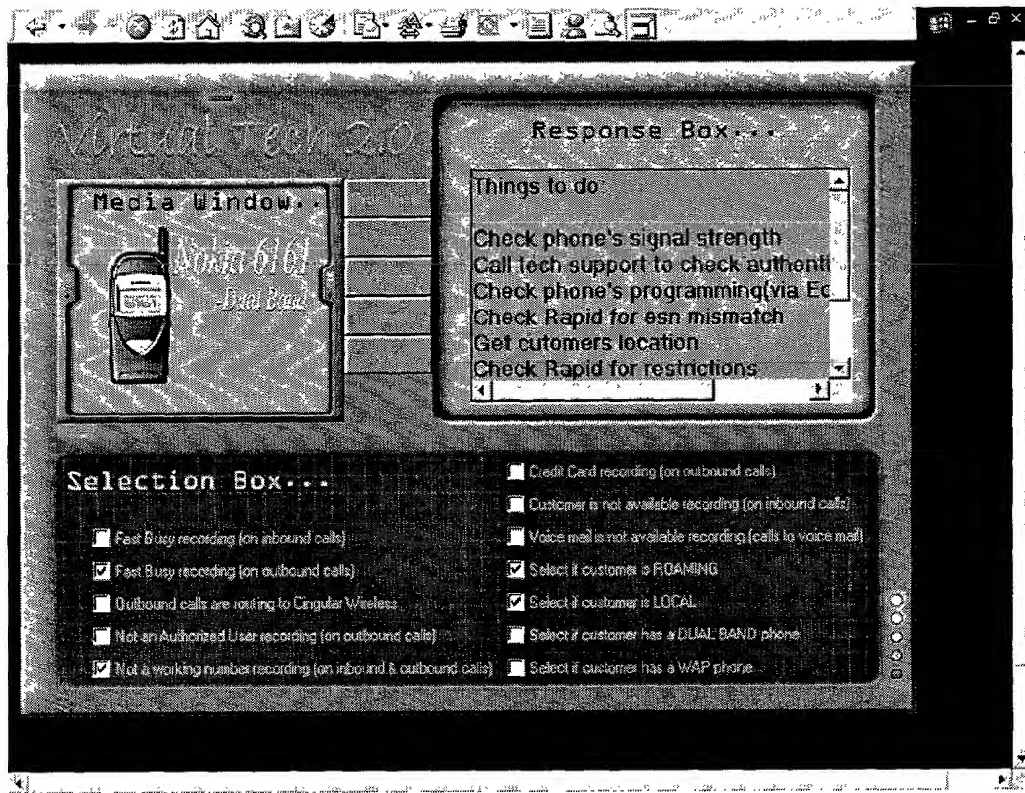 Virtual Tech 2.0
Media Window..
Nokia 6161
-Dual Band
Response Box...
Things to do:
Check phone's signal strength
Call tech support to check authenti
Check phone's programming(via Ec
Check Rapid for esn mismatch
Get cutomers location
Check Rapid for restrictions
Selection Box...
Fast Busy recording (on inbound calls)
Fast Busy recording (on outbound calls)
Outbound calls are routing to Cingular Wireless
Not an Authorized User recording (on outbound calls)
Not a working number recording (on inbound & outbound calls)
Credit Card recording (on outbound calls)
Customer is not available recording (on inbound calls)
Voice mail is not available recording (calls to voice mail)
Select if customer is ROAMING
Select if customer is LOCAL
Select if customer has a DUAL BAND phone
Select if customer has a WAP phone